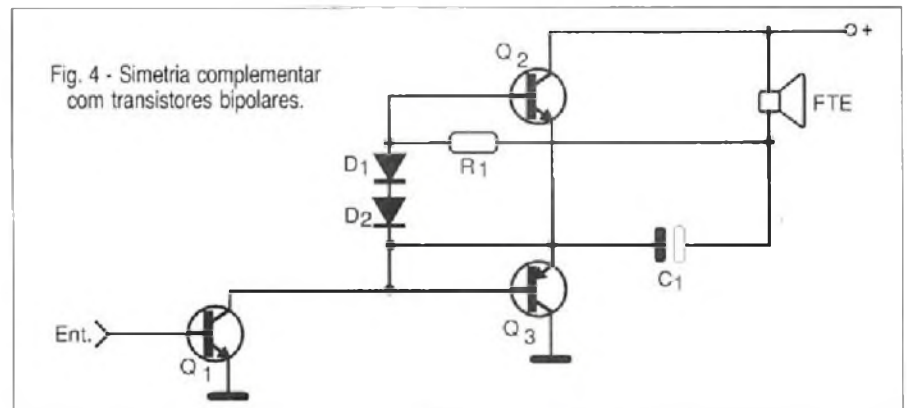 Fig. 4 - Simetria complementar
com transistores bipolares.
Q2
+
FTE
R1
D1
D2
C1
Ent.
Q1
Q3